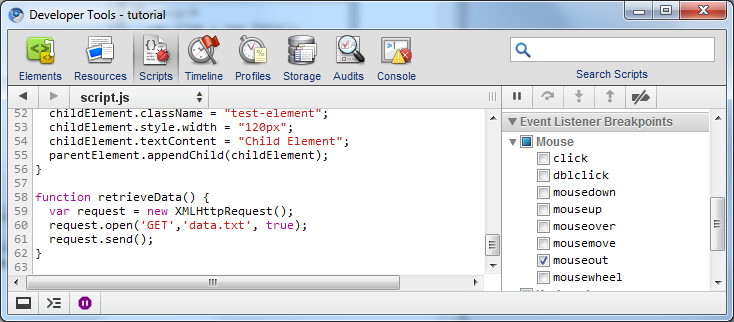 Developer Tools - tutorial
Elements Resources Scripts Timeline Profiles Storage Audits Console Search Scripts
script.js
52 childElement.className = "test-element";
53 childElement.style.width = "120px";
54 childElement.textContent = "Child Element";
55 parentElement.appendChild(childElement);
56 }
57
58 function retrieveData() {
59 var request = new XMLHttpRequest();
60 request.open('GET','data.txt', true);
61 request.send();
62 }
63
Event Listener Breakpoints
Mouse
click
dblclick
mousedown
mouseup
mouseover
mousemove
mouseout
mousewheel